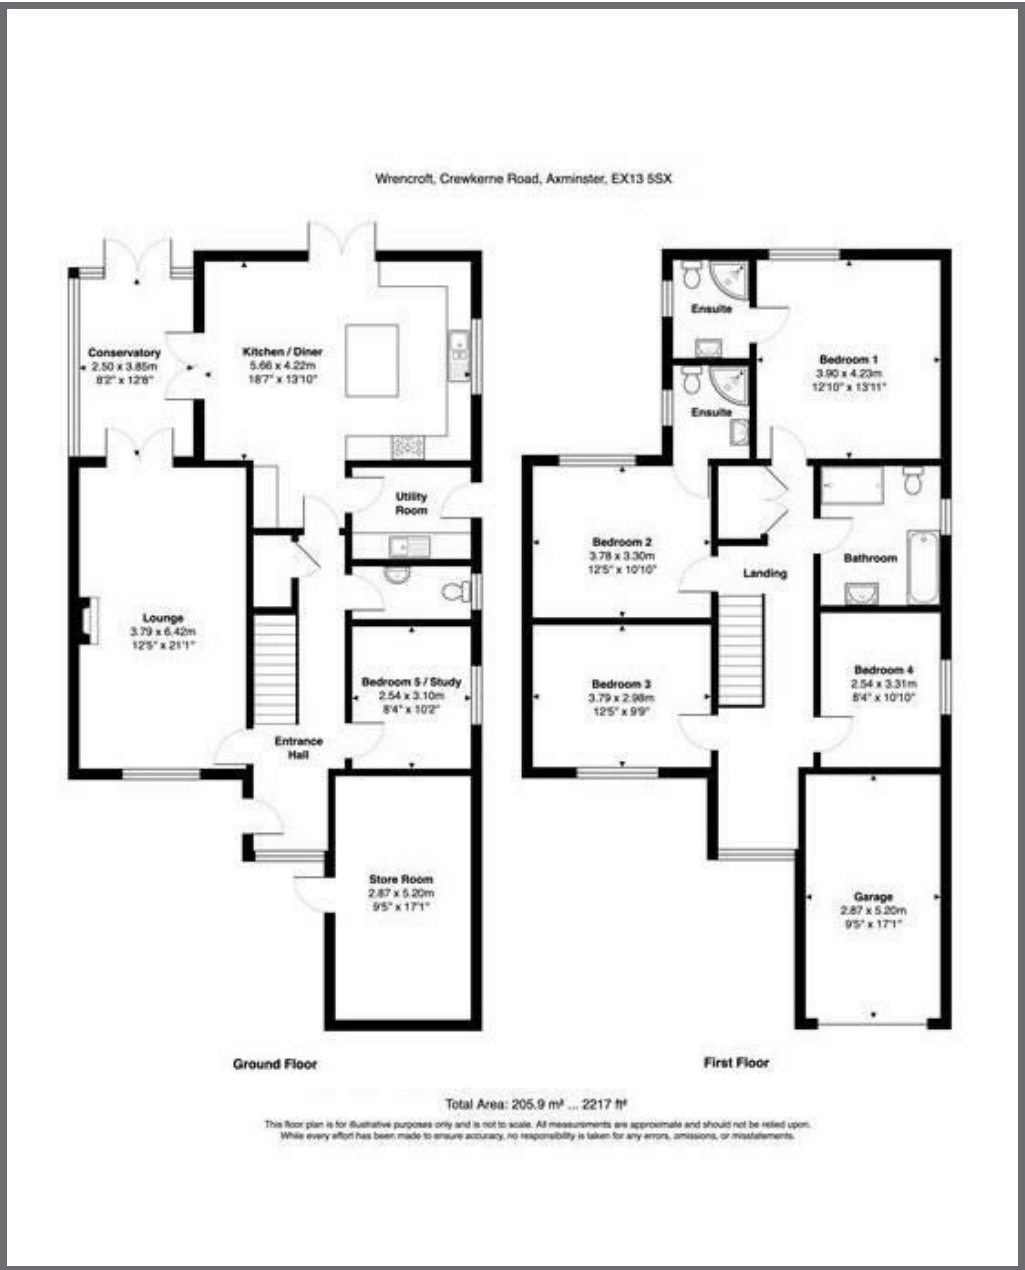 Wrencroft, Crewkerne Road, Axminster, EX13 5SX
Conservatory
2.50 x 3.85m
8'2" x 12'8"
Kitchen / Diner
5.66 x 4.22m
18'7" x 13'10"
Utility
Room
Lounge
3.79 x 6.42m
12'5" x 21'1"
Bedroom 5 / Study
2.54 x 3.10m
8'4" x 10'2"
Entrance
Hall
Store Room
2.87 x 5.20m
9'5" x 17'1"
Ground Floor
Ensuite
Bedroom 1
3.90 x 4.23m
12'10" x 13'11"
Ensuite
Bedroom 2
3.78 x 3.30m
12'5" x 10'10"
Landing
Bathroom
Bedroom 3
3.79 x 2.98m
12'5" x 9'9"
Bedroom 4
2.54 x 3.31m
8'4" x 10'10"
Garage
2.87 x 5.20m
9'5" x 17'1"
First Floor
Total Area: 205.9 m² ... 2217 ft²
This floor plan is for illustrative purposes only and is not to scale. All measurements are approximate and should not be relied upon.
While every effort has been made to ensure accuracy, no responsibility is taken for any errors, omissions, or misstatements.